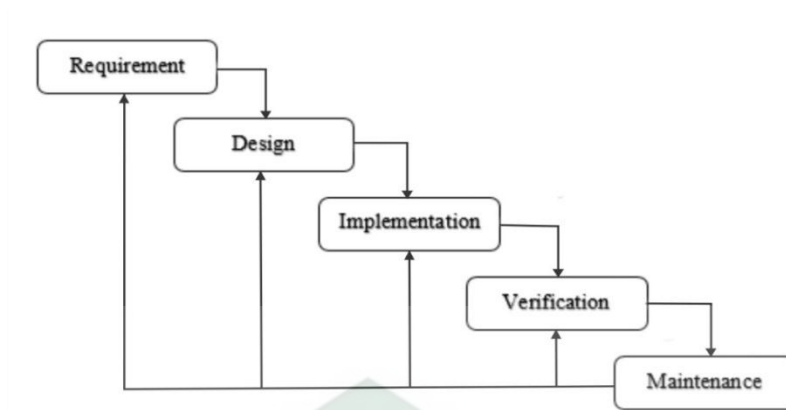 Requirement
Design
Implementation
Verification
Maintenance